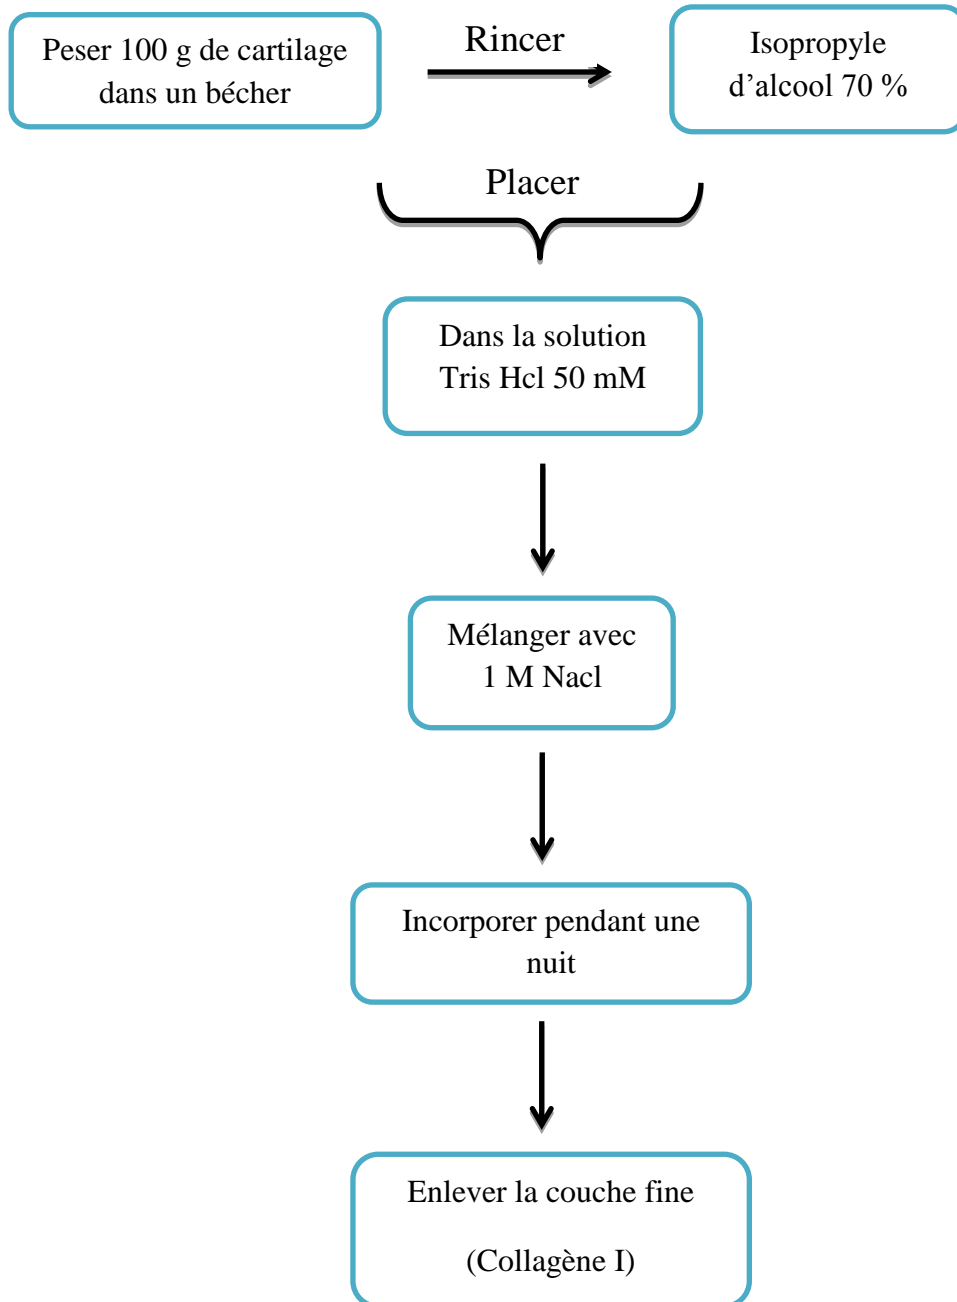 Peser 100 g de cartilage
dans un bécher
Rincer
Isopropyle
d’alcool 70 %
Placer
Dans la solution
Tris Hcl 50 mM
Mélanger avec
1 M Nacl
Incorporer pendant une
nuit
Enlever la couche fine
(Collagène I)